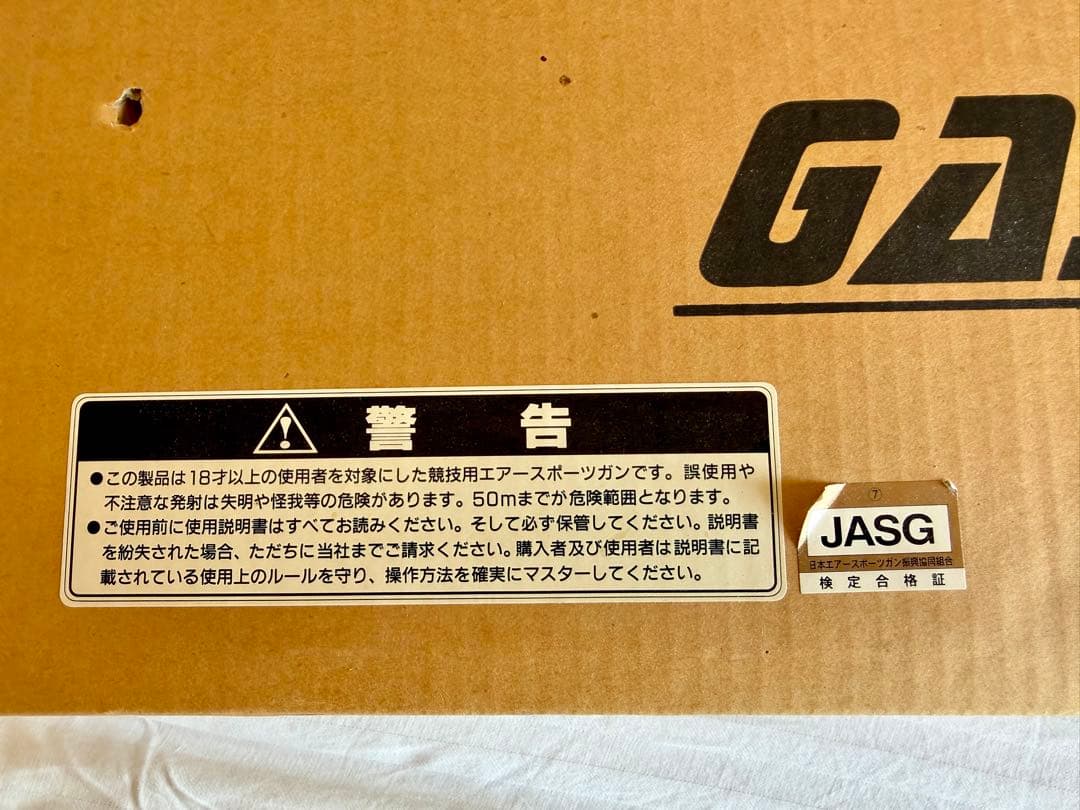 GA
警告
●この製品は18才以上の使用者を対象にした競技用エアースポーツガンです。誤使用や
不注意な発射は失明や怪我等の危険があります。50mまでが危険範囲となります。
●ご使用前に使用説明書はすべてお読みください。そして必ず保管してください。説明書
を紛失された場合、ただちに当社までご請求ください。購入者及び使用者は説明書に記
載されている使用上のルールを守り、操作方法を確実にマスターしてください。
⑦
JASG
日本エアースポーツガン振興協同組合
検定合格証